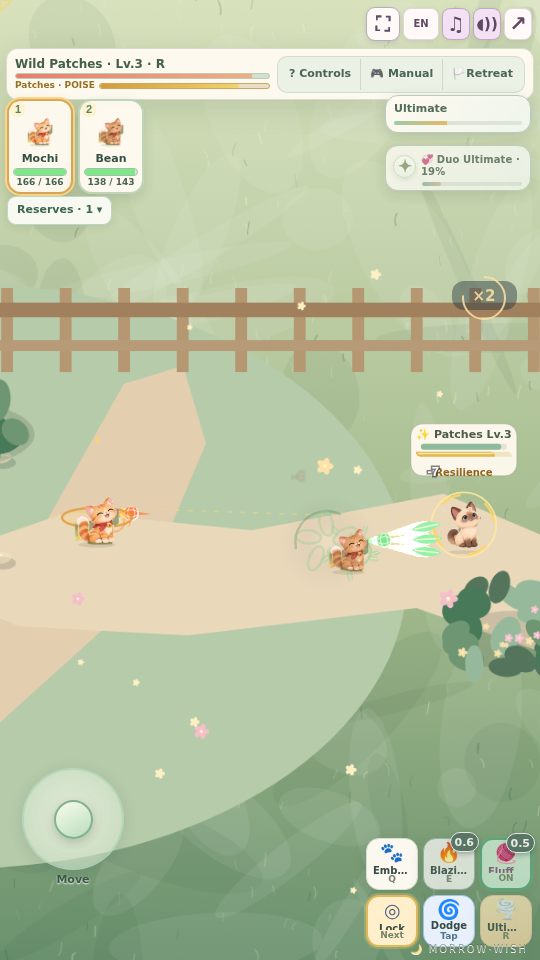 EN
Wild Patches · Lv.3 · R
Patches · POISE
? Controls
Manual
Retreat
1
Mochi
166 / 166
2
Bean
138 / 143
Reserves · 1 ▾
Ultimate
Duo Ultimate ·
19%
×2
Patches Lv.3
Resilience
Move
Emb...
Q
0.6
Blazi...
E
0.5
Fluff
ON
Lock
Next
Dodge
Tap
Ulti...
R
MORROW-WISH